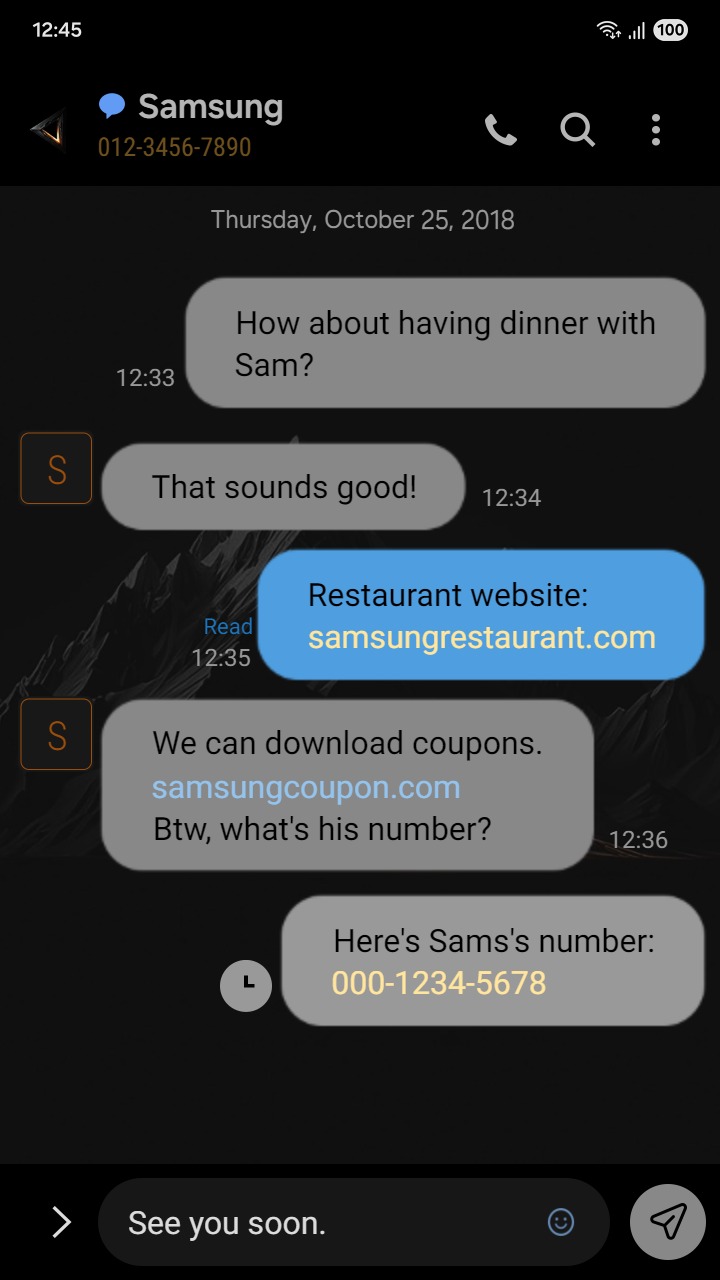 12:45
100
Samsung
012-3456-7890
Thursday, October 25, 2018
How about having dinner with
Sam?
12:33
S
That sounds good!
12:34
Restaurant website:
samsungrestaurant.com
Read
12:35
S
We can download coupons.
samsungcoupon.com
Btw, what's his number?
12:36
Here's Sams's number:
000-1234-5678
See you soon.